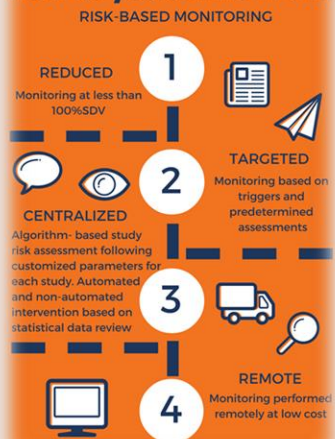 RISK-BASED MONITORING
1
REDUCED
Monitoring at less than
100%SDV
2
TARGETED
Monitoring based on
triggers and
predetermined
assessments
CENTRALIZED
Algorithm- based study
risk assessment following
customized parameters for
each study. Automated
and non-automated
intervention based on
statistical data review
3
4
REMOTE
Monitoring performed
remotely at low cost